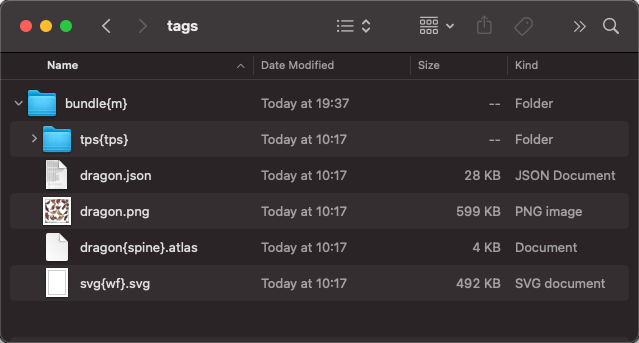 tags
Name Date Modified Size Kind
bundle{m} Today at 19:37 -- Folder
tps{tps} Today at 10:17 -- Folder
dragon.json Today at 10:17 28 KB JSON Document
dragon.png Today at 10:17 599 KB PNG image
dragon{spine}.atlas Today at 10:17 4 KB Document
svg{wf}.svg Today at 10:17 492 KB SVG document